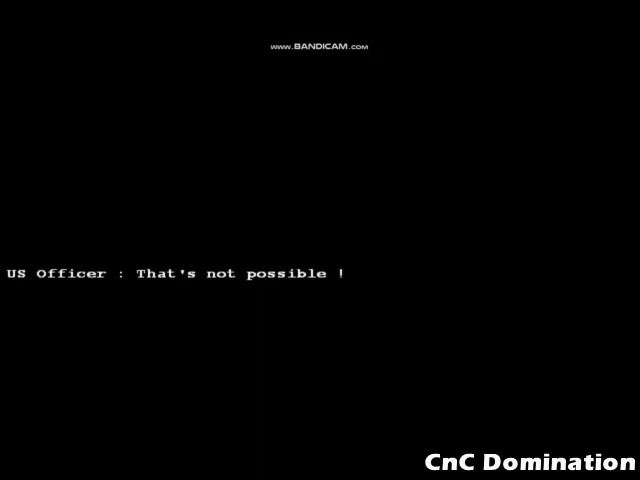 www.BANDICAM.com
US Officer : That's not possible !
CnC Domination